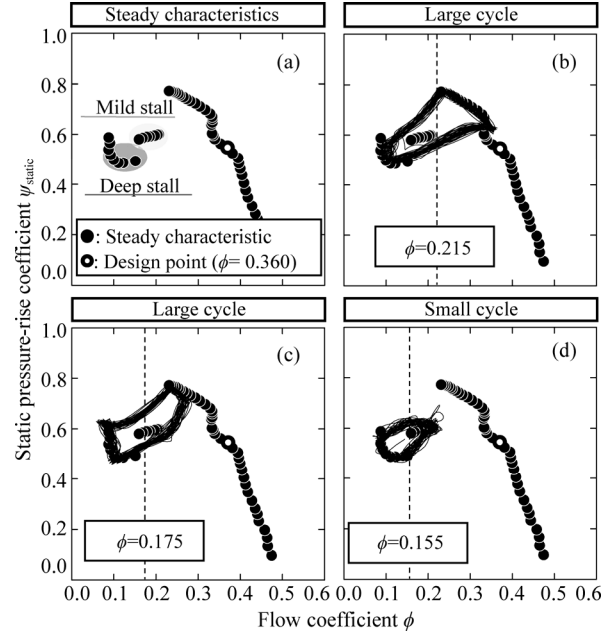 Steady characteristics
Large cycle
1.0
0.8
0.6
0.4
0.2
0.0
(a)
Mild stall
Deep stall
●: Steady characteristic
: Design point (ϕ= 0.360)
(b)
ϕ=0.215
Large cycle
Small cycle
1.0
0.8
0.6
0.4
0.2
0.0
(c)
ϕ=0.175
(d)
ϕ=0.155
0 0.1 0.2 0.3 0.4 0.5 0.6
0.1 0.2 0.3 0.4 0.5 0.6
Flow coefficient ϕ
Static pressure-rise coefficient ψstatic